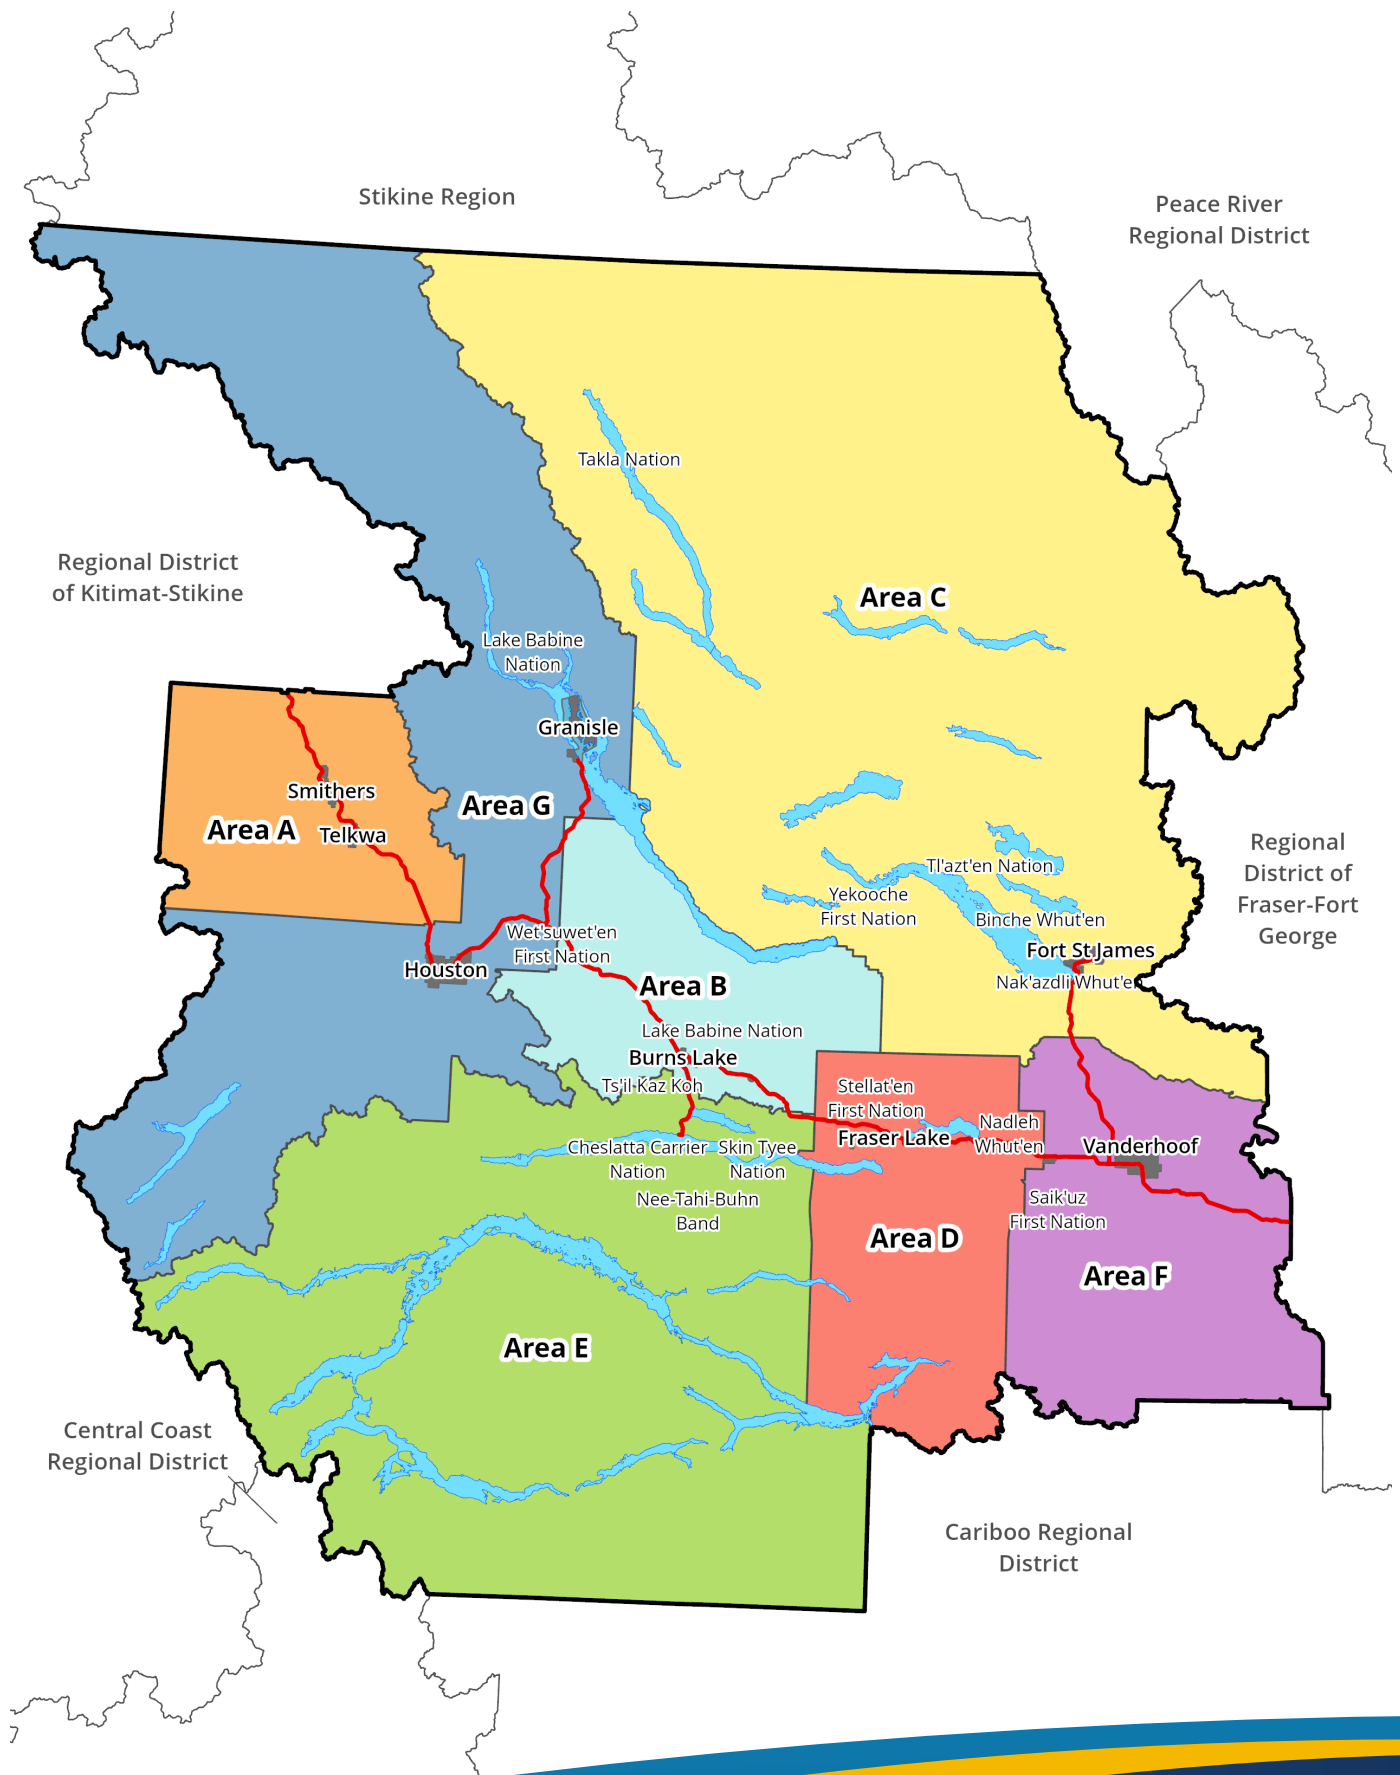 Stikine Region
Peace River
Regional District
Takla Nation
Regional District
of Kitimat-Stikine
Area C
Lake Babine
Nation
Granisle
Smithers
Area G
Area A
Telkwa
Regional
District of
Fraser-Fort
George
Tl'azt'en Nation
Yekooche
First Nation
Binche Whut'en
Wet'suwet'en
First Nation
Fort St James
Houston
Nak'azdli Whut'en
Area B
Lake Babine Nation
Burns Lake
Ts'il Kaz Koh
Stellat'en
First Nation
Nadleh
Whut'en
Fraser Lake
Vanderhoof
Cheslatta Carrier
Nation
Skin Tyee
Nation
Nee-Tahi-Buhn
Band
Saik'uz
First Nation
Area D
Area F
Area E
Central Coast
Regional District
Cariboo Regional
District